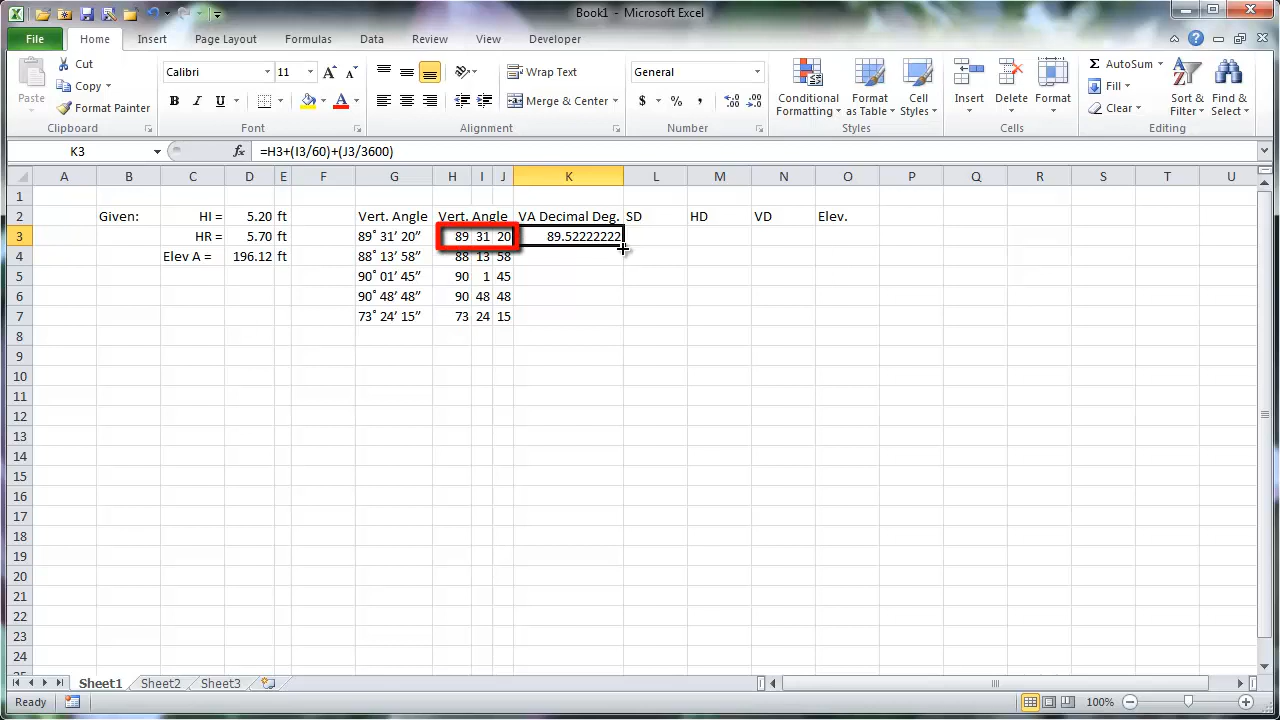 Book1 - Microsoft Excel
File Home Insert Page Layout Formulas Data Review View Developer
Paste Cut Calibri 11 Wrap Text General Conditional Formatting Format as Table Cell Styles Insert Delete Format AutoSum Sort & Filter Find & Select
Copy Fill
Format Painter B I U A Merge & Center $ % , Clear
Clipboard Font Alignment Number Styles Cells Editing
K3 fx =H3+(I3/60)+(J3/3600)
A B C D E F G H I J K L M N O P Q R S T U
1
2 Given: HI = 5.20 ft Vert. Angle Vert. Angle VA Decimal Deg. SD HD VD Elev.
3 HR = 5.70 ft 89˚ 31’ 20” 89 31 20 89.52222222
4 Elev A = 196.12 ft 88˚ 13’ 58” 88 13 58
5 90˚ 01’ 45” 90 1 45
6 90˚ 48’ 48” 90 48 48
7 73˚ 24’ 15” 73 24 15
8
9
10
11
12
13
14
15
16
17
18
19
20
21
22
23
24
Sheet1 Sheet2 Sheet3
Ready 100%